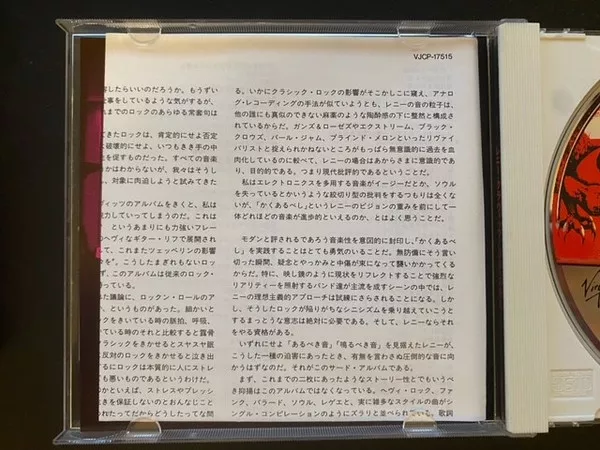 VJCP-17515
尋したらいいのだろうか。もうずい
仕事をしているような気がするが、
れまでのロックのあらゆる常套句は
てきたロックは、肯定的にせよ否定
と破壊的にせよ、いつもきき手の中
を促すものだった。すべての音楽
かはわからないが、我々はそうし
、対象に肉迫しようと試みてきた
ヴィッツのアルバムをきくと、私は
使力していってしまうのだ。これは
というあまりにも力強いフレー
のヘヴィなギター・リフで展開され
て、これまたツェッペリンの影響
を"。こうしたまぎれもないロッ
ず、このアルバムは従来のロック・
っている。
れた議論に、ロックン・ロールのア
か、というものがあった。細かいと
ックをきいている時の脈拍、呼吸、
ている時のそれと比較すると露骨
クラシックをきかせるとスヤスヤ眠
に反対のロックをきかせると泣き出
するにロックは本質的に人にストレ
ても悪いものであるというわけだ。
のかといえば、ストレスやプレッシ
きを保証しないのとおんなじこと
われたってだからどうしたってな問
る。いかにクラシック・ロックの影響がそこかしこに窺え、アナロ
グ・レコーディングの手法が似ていようとも、レニーの音の粒子は、
他の誰にも真似のできない麻薬のような陶酔感の下に整然と構成さ
れているからだ。ガンズ&ローゼズやエクストリーム、ブラック・
クロウズ、パール・ジャム、ブラインド・メロンといったリヴァイ
バリストと捉えられかねないところがもっぱら無意識的に過去を血
肉化しているのに較べて、レニーの場合はあからさまに意識的であ
り、目的的である。つまり現代批評的であるということだ。
私はエレクトロニクスを多用する音楽がイージーだとか、ソウル
を失っているとかいうような絞切り型の批判をするつもりは全くな
いが、「かくあるべし」というレニーのビジョンの重みを前にして一
体どれほどの音楽が進歩的といえるのか、とはよく思うことだ。
モダンと評されるであろう音楽性を意図的に封印し、「かくあるべ
し」を実践することはとても勇気のいることだ。無防備にそう言い
切った瞬間、疑念とやっかみと中傷が束になって襲いかかってくる
からだ。特に、映し鏡のように現状をリフレクトすることで強烈な
リアリティーを照射するバンド達が主流を成すシーンの中では、レ
ニーの理想主義的アプローチは試練にさらされることになる。しか
し、そうしたロックが陥りがちなシニシズムを乗り越えていこうと
するまっとうな意志は絶対に必要である。そして、レニーならそれ
をやる資格がある。
いずれにせよ「あるべき音」「鳴るべき音」を見据えたレニーが、
こうした一種の迫害にあったとき、有無を言わさぬ圧倒的な音に向
かうはずなのだ。それがこのサード・アルバムである。
まず、これまでの二枚にあったようなストーリー性とでもいうべ
き抑揚はこのアルバムではなくなっている。ヘヴィ・ロック、ファ
ンク、バラード、ソウル、レゲエと、実に雑多なスタイルの曲がシ
ングル・コンピレーションのようにズラリと並べられている。歌詞